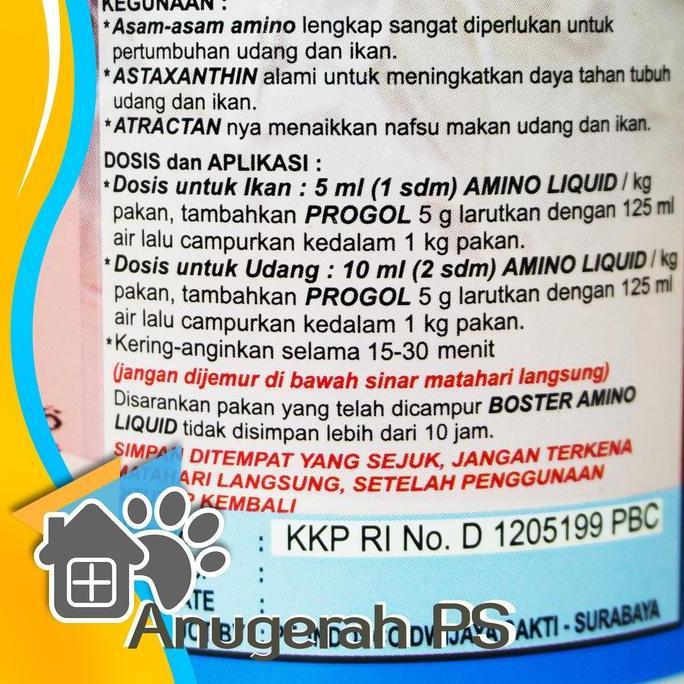 KEGUNAAN :
*Asam-asam amino lengkap sangat diperlukan untuk
pertumbuhan udang dan ikan.
*ASTAXANTHIN alami untuk meningkatkan daya tahan tubuh
udang dan ikan.
*ATRACTAN nya menaikkan nafsu makan udang dan ikan.
DOSIS dan APLIKASI :
*Dosis untuk Ikan : 5 ml (1 sdm) AMINO LIQUID / kg
pakan, tambahkan PROGOL 5 g larutkan dengan 125 ml
air lalu campurkan kedalam 1 kg pakan.
*Dosis untuk Udang : 10 ml (2 sdm) AMINO LIQUID / kg
pakan, tambahkan PROGOL 5 g larutkan dengan 125 ml
air lalu campurkan kedalam 1 kg pakan.
*Kering-anginkan selama 15-30 menit
(jangan dijemur di bawah sinar matahari langsung)
Disarankan pakan yang telah dicampur BOSTER AMINO
LIQUID tidak disimpan lebih dari 10 jam.
SIMPAN DITEMPAT YANG SEJUK, JANGAN TERKENA
MATAHARI LANGSUNG, SETELAH PENGGUNAAN
KEMBALI
: KKP RI No. D 1205199 PBC
:
:
- SURABAYA
Anugerah PS